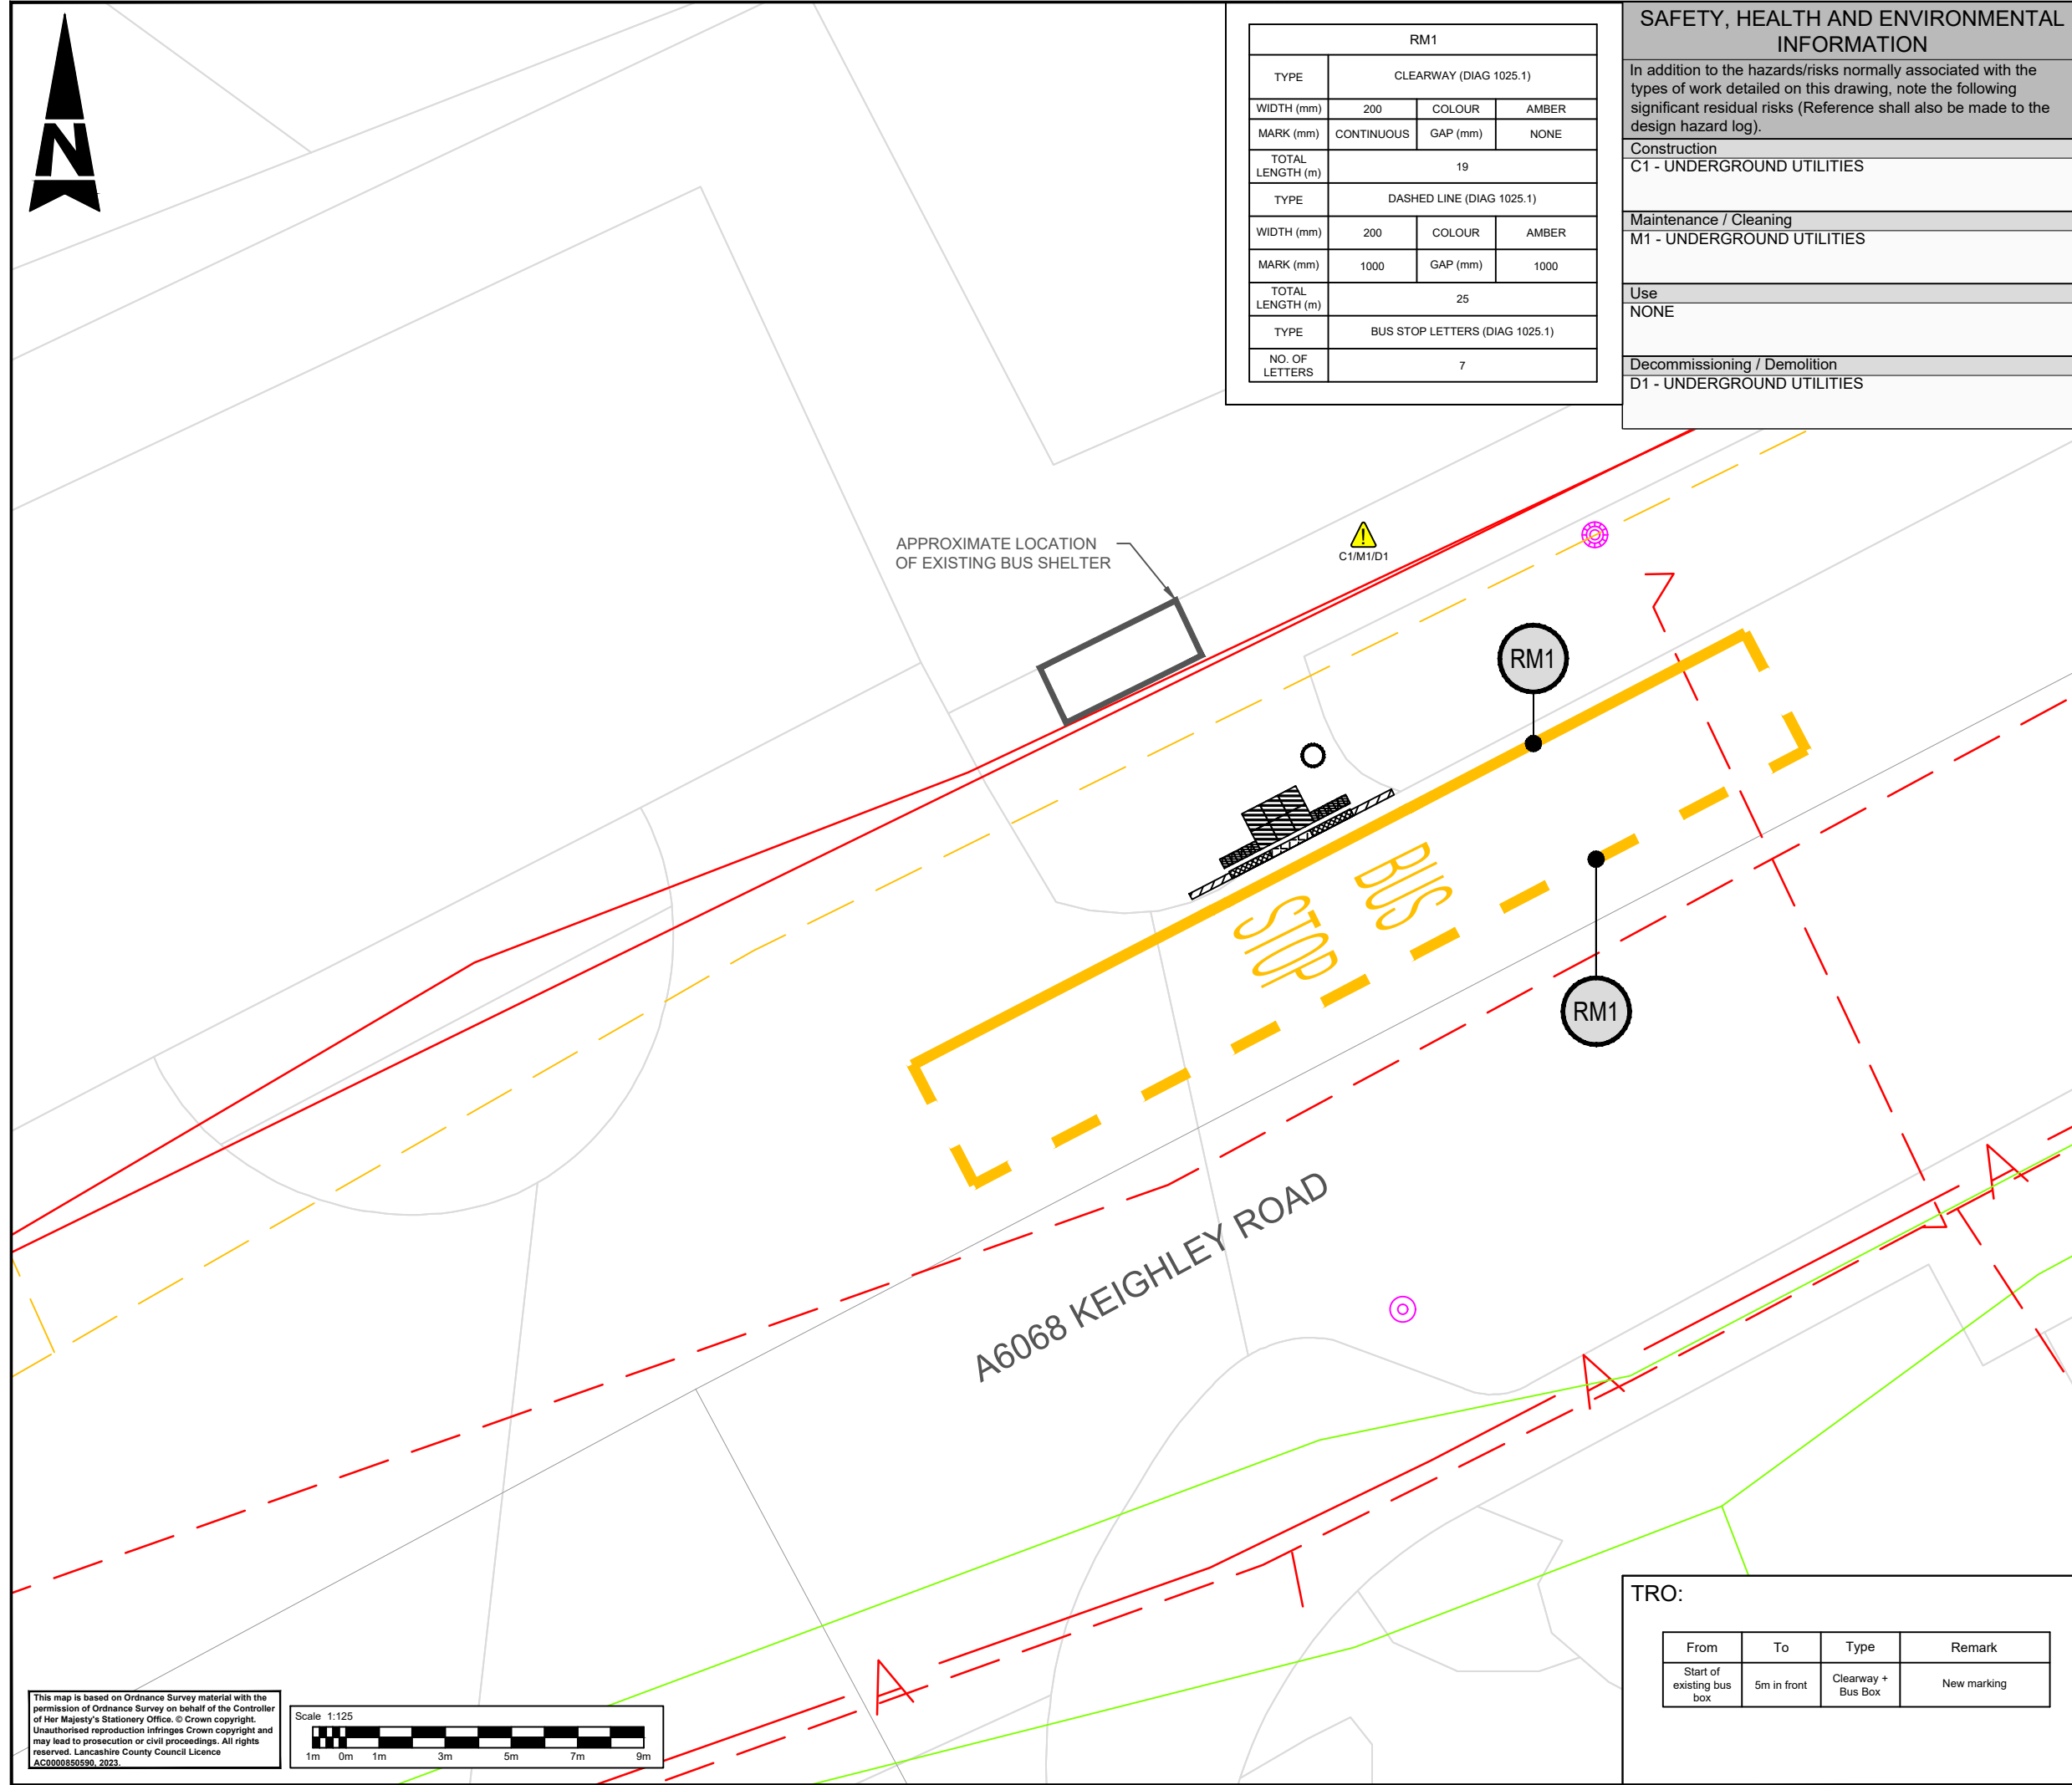 N
RM1
TYPE CLEARWAY (DIAG 1025.1)
WIDTH (mm) 200 COLOUR AMBER
MARK (mm) CONTINUOUS GAP (mm) NONE
TOTAL
LENGTH (m) 19
TYPE DASHED LINE (DIAG 1025.1)
WIDTH (mm) 200 COLOUR AMBER
MARK (mm) 1000 GAP (mm) 1000
TOTAL
LENGTH (m) 25
TYPE BUS STOP LETTERS (DIAG 1025.1)
NO. OF
LETTERS 7
SAFETY, HEALTH AND ENVIRONMENTAL
INFORMATION
In addition to the hazards/risks normally associated with the
types of work detailed on this drawing, note the following
significant residual risks (Reference shall also be made to the
design hazard log).
Construction
C1 - UNDERGROUND UTILITIES
Maintenance / Cleaning
M1 - UNDERGROUND UTILITIES
Use
NONE
Decommissioning / Demolition
D1 - UNDERGROUND UTILITIES
APPROXIMATE LOCATION
OF EXISTING BUS SHELTER
!
C1/M1/D1
RM1
BUS
STOP
RM1
A6068 KEIGHLEY ROAD
TRO:
From To Type Remark
Start of
existing bus
box
5m in front
Clearway +
Bus Box
New marking
This map is based on Ordnance Survey material with the
permission of Ordnance Survey on behalf of the Controller
of Her Majesty's Stationery Office. © Crown copyright.
Unauthorised reproduction infringes Crown copyright and
may lead to prosecution or civil proceedings. All rights
reserved. Lancashire County Council Licence
AC0000850590, 2023.
Scale 1:125
1m 0m 1m 3m 5m 7m 9m